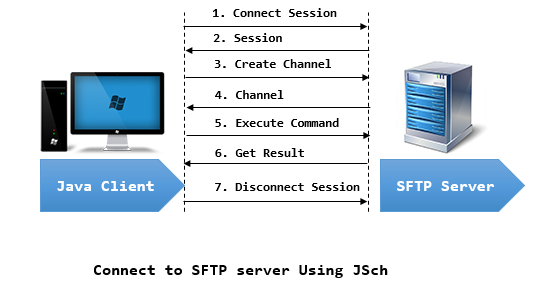 1. Connect Session
2. Session
3. Create Channel
4. Channel
5. Execute Command
6. Get Result
7. Disconnect Session
Java Client
SFTP Server
Connect to SFTP server Using JSch